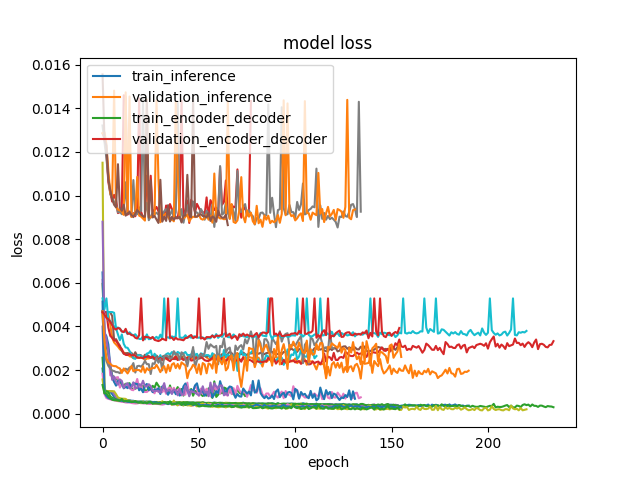 model loss
train_inference
validation_inference
train_encoder_decoder
validation_encoder_decoder
loss
0.016
0.014
0.012
0.010
0.008
0.006
0.004
0.002
0.000
0
50
100
150
200
epoch